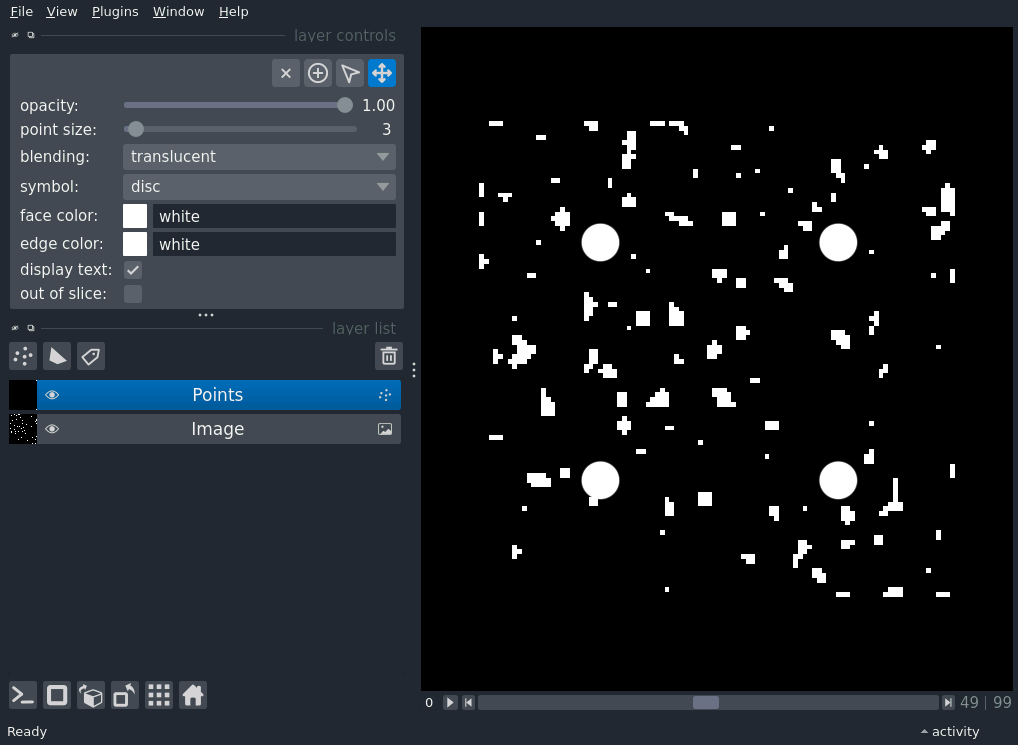 File View Plugins Window Help
layer controls
opacity: 1.00
point size: 3
blending: translucent
symbol: disc
face color: white
edge color: white
display text:
out of slice:
layer list
Points
Image
0 49 | 99
Ready activity